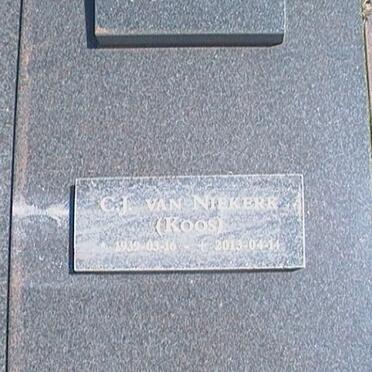 C.J. VAN NIEKERK
(KOOS)
* 1939-03-16 - † 2013-04-14